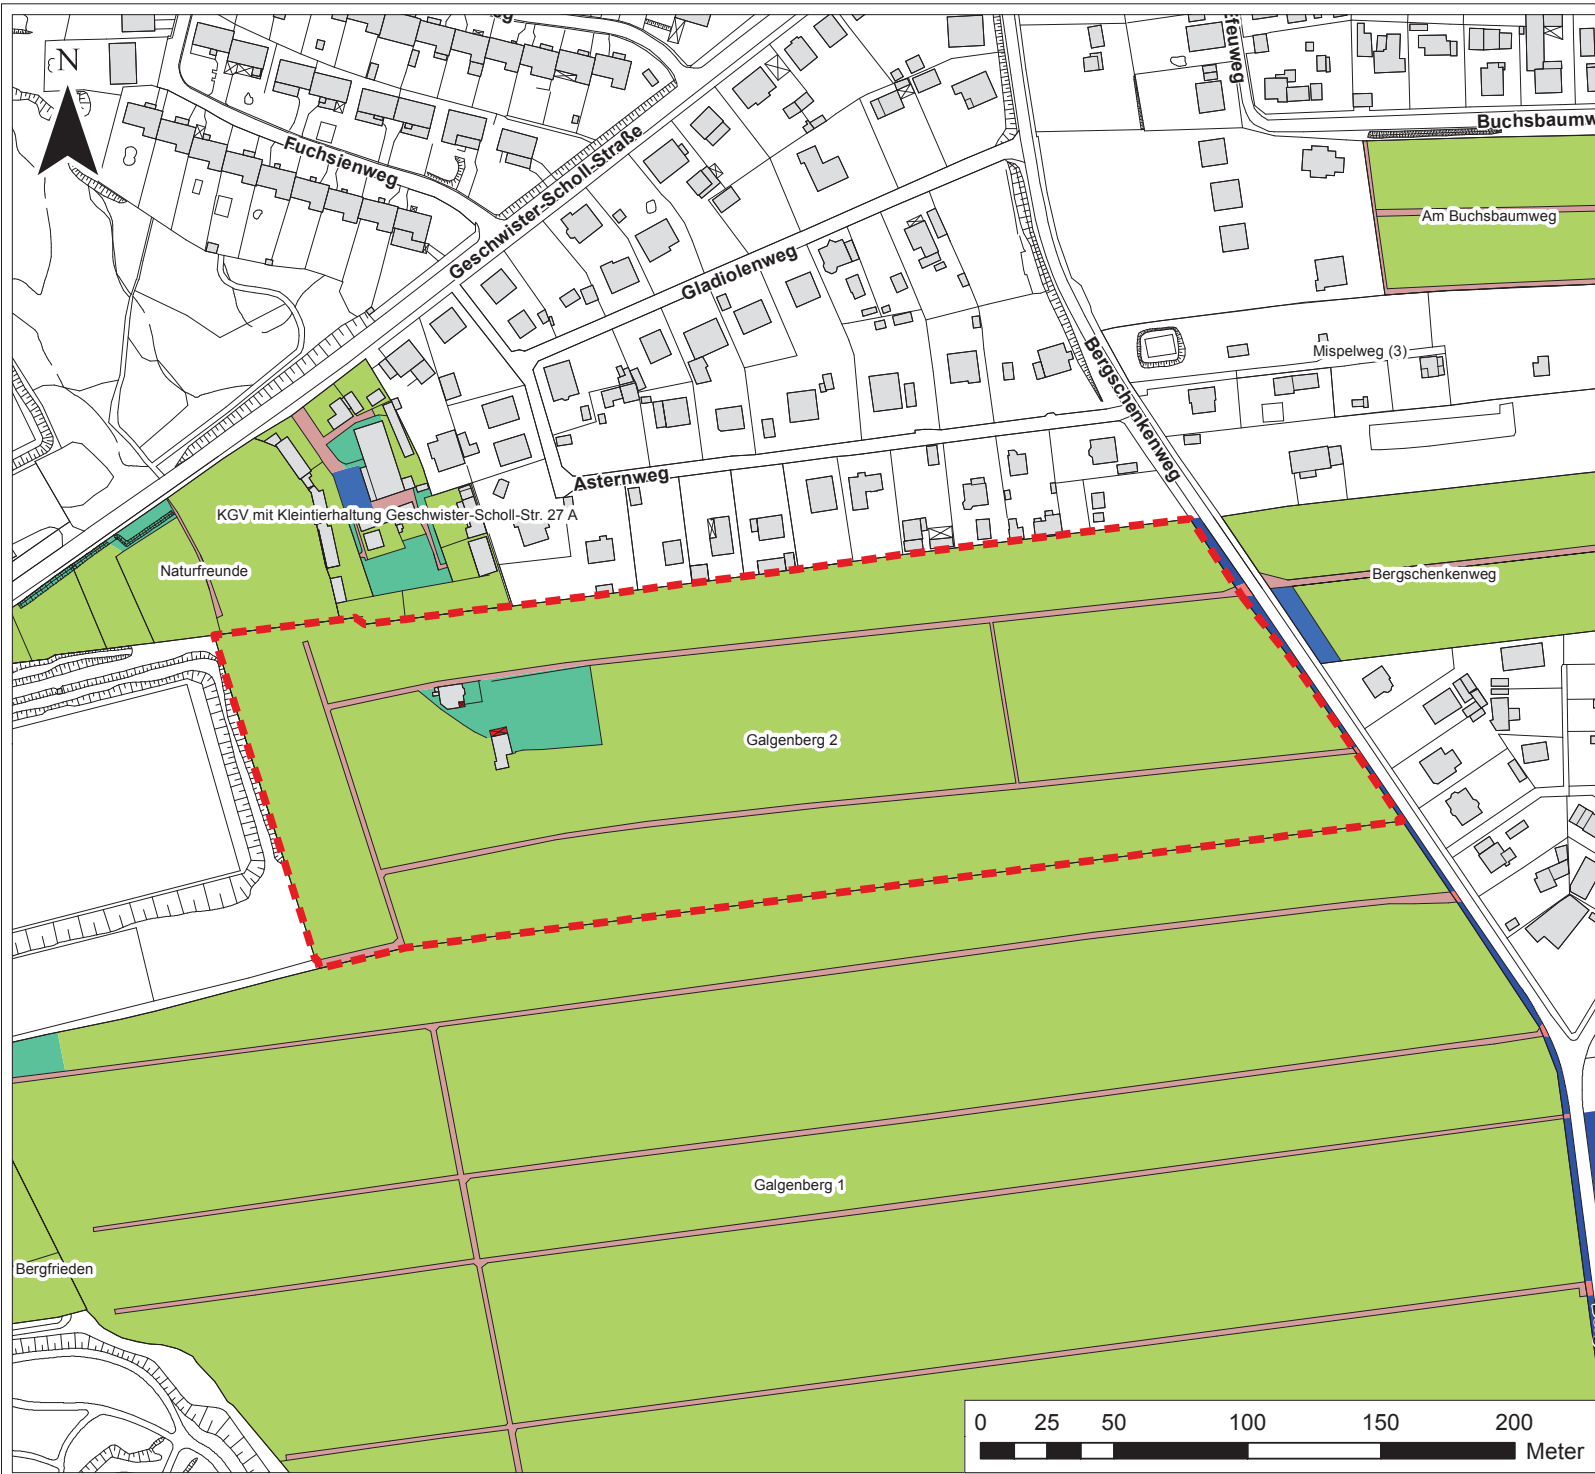 N
Fuchsienweg
Geschwister-Scholl-Straße
Gladiolenweg
Bergschenkenweg
Asternweg
Buchsbaumw
Am Buchsbaumweg
Mispelweg (3)
KGV mit Kleintierhaltung Geschwister-Scholl-Str. 27 A
Naturfreunde
Bergschenkenweg
Galgenberg 2
Galgenberg 1
Bergfrieden
0 25 50 100 150 200
Meter